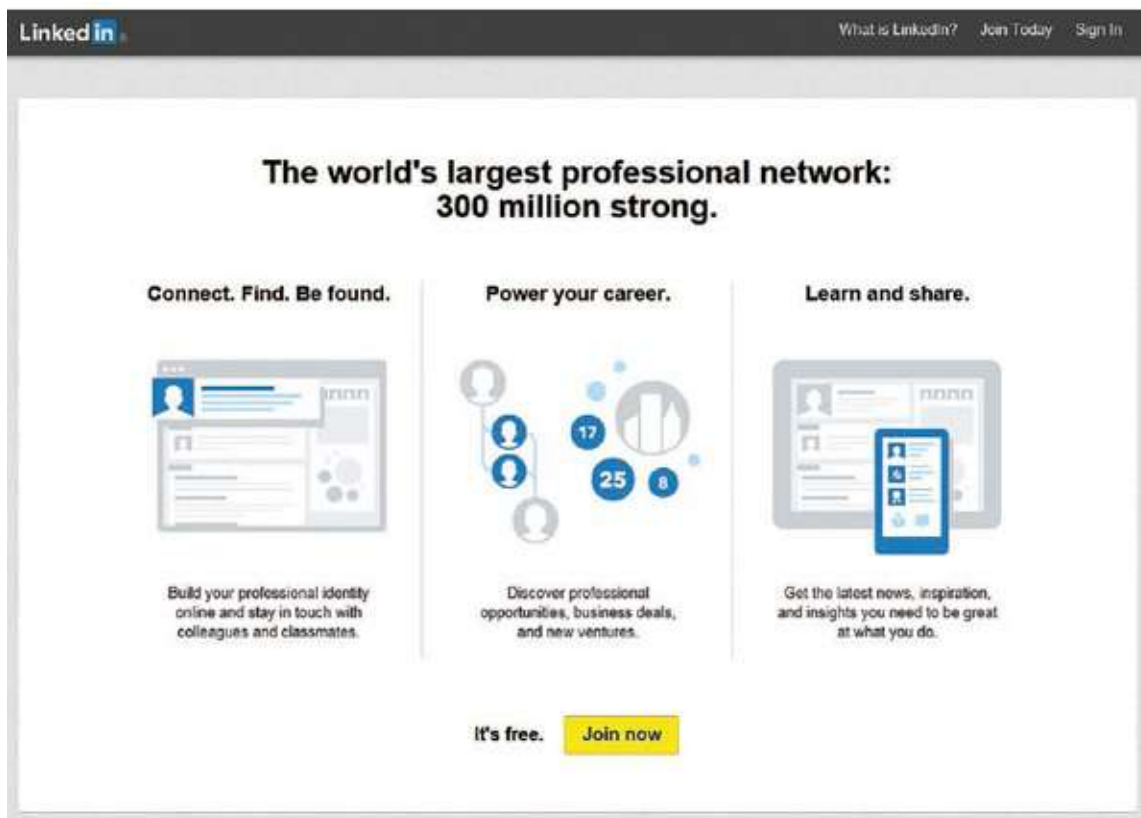 Linked in
What is LinkedIn? Join Today Sign In
The world's largest professional network:
300 million strong.
Connect. Find. Be found.
Build your professional identity
online and stay in touch with
colleagues and classmates.
Power your career.
17
25
8
Discover professional
opportunities, business deals,
and new ventures.
Learn and share.
Get the latest news, inspiration,
and insights you need to be great
at what you do.
It's free. Join now